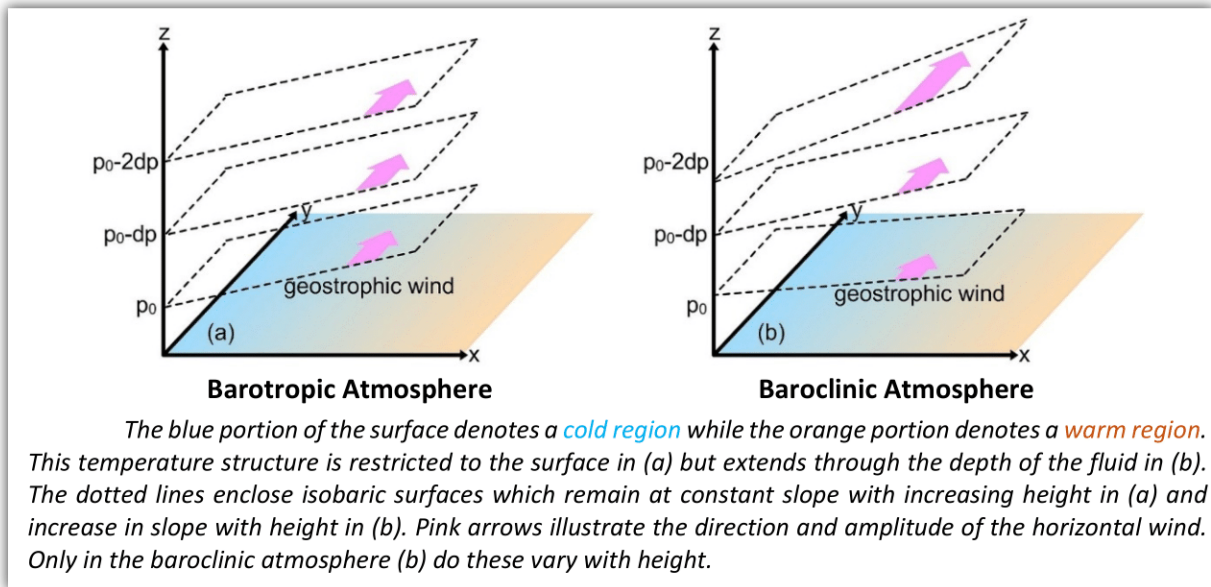 z
p₀-2dp
p₀-dp
y
p₀
geostrophic wind
(a)
x
Barotropic Atmosphere
z
p₀-2dp
p₀-dp
y
p₀
geostrophic wind
(b)
x
Baroclinic Atmosphere
The blue portion of the surface denotes a cold region while the orange portion denotes a warm region.
This temperature structure is restricted to the surface in (a) but extends through the depth of the fluid in (b).
The dotted lines enclose isobaric surfaces which remain at constant slope with increasing height in (a) and
increase in slope with height in (b). Pink arrows illustrate the direction and amplitude of the horizontal wind.
Only in the baroclinic atmosphere (b) do these vary with height.